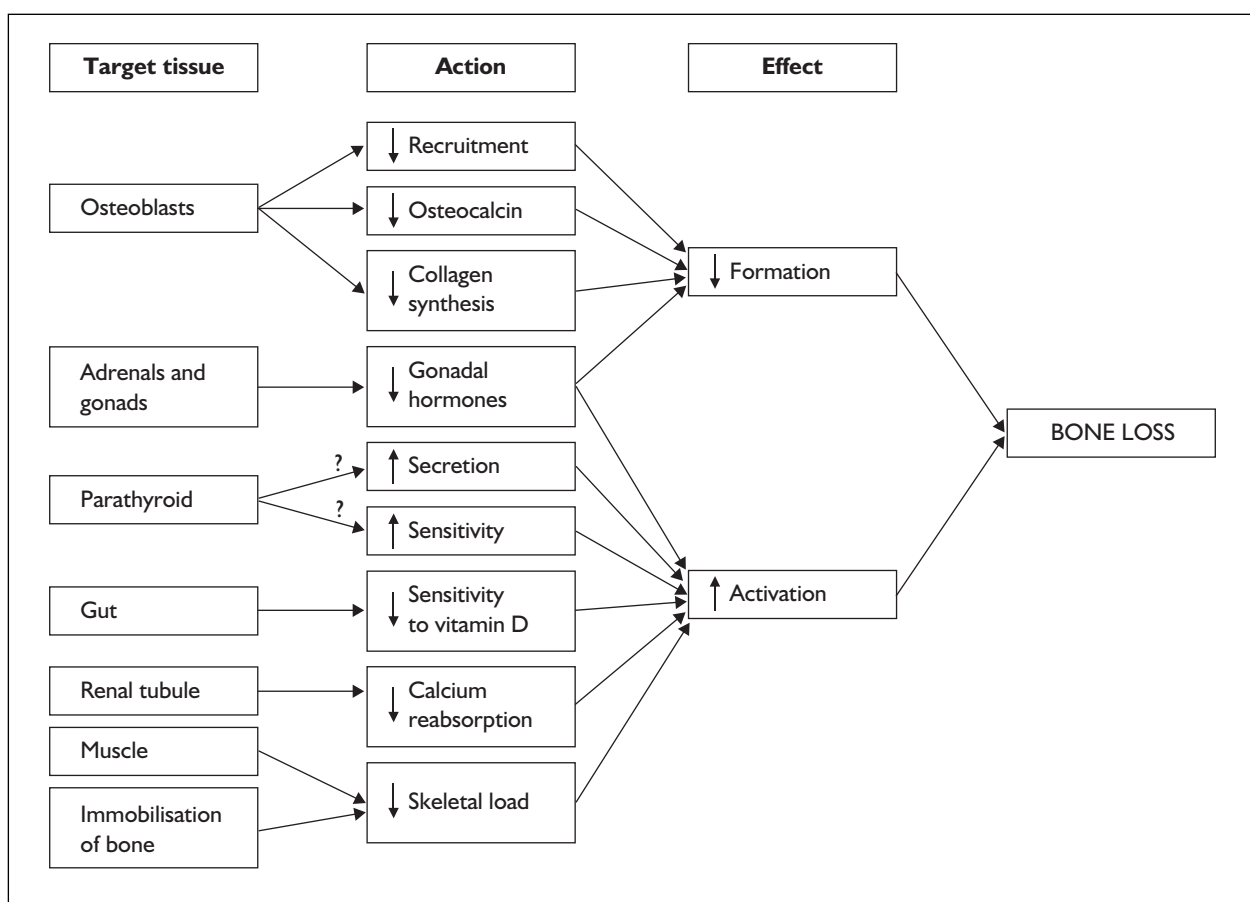 Target tissue
Action
Effect
Osteoblasts
↓ Recruitment
↓ Osteocalcin
↓ Collagen
synthesis
↓ Formation
Adrenals and
gonads
↓ Gonadal
hormones
BONE LOSS
Parathyroid
?
?
↑ Secretion
↑ Sensitivity
↑ Activation
Gut
↓ Sensitivity
to vitamin D
Renal tubule
↓ Calcium
reabsorption
Muscle
Immobilisation
of bone
↓ Skeletal load